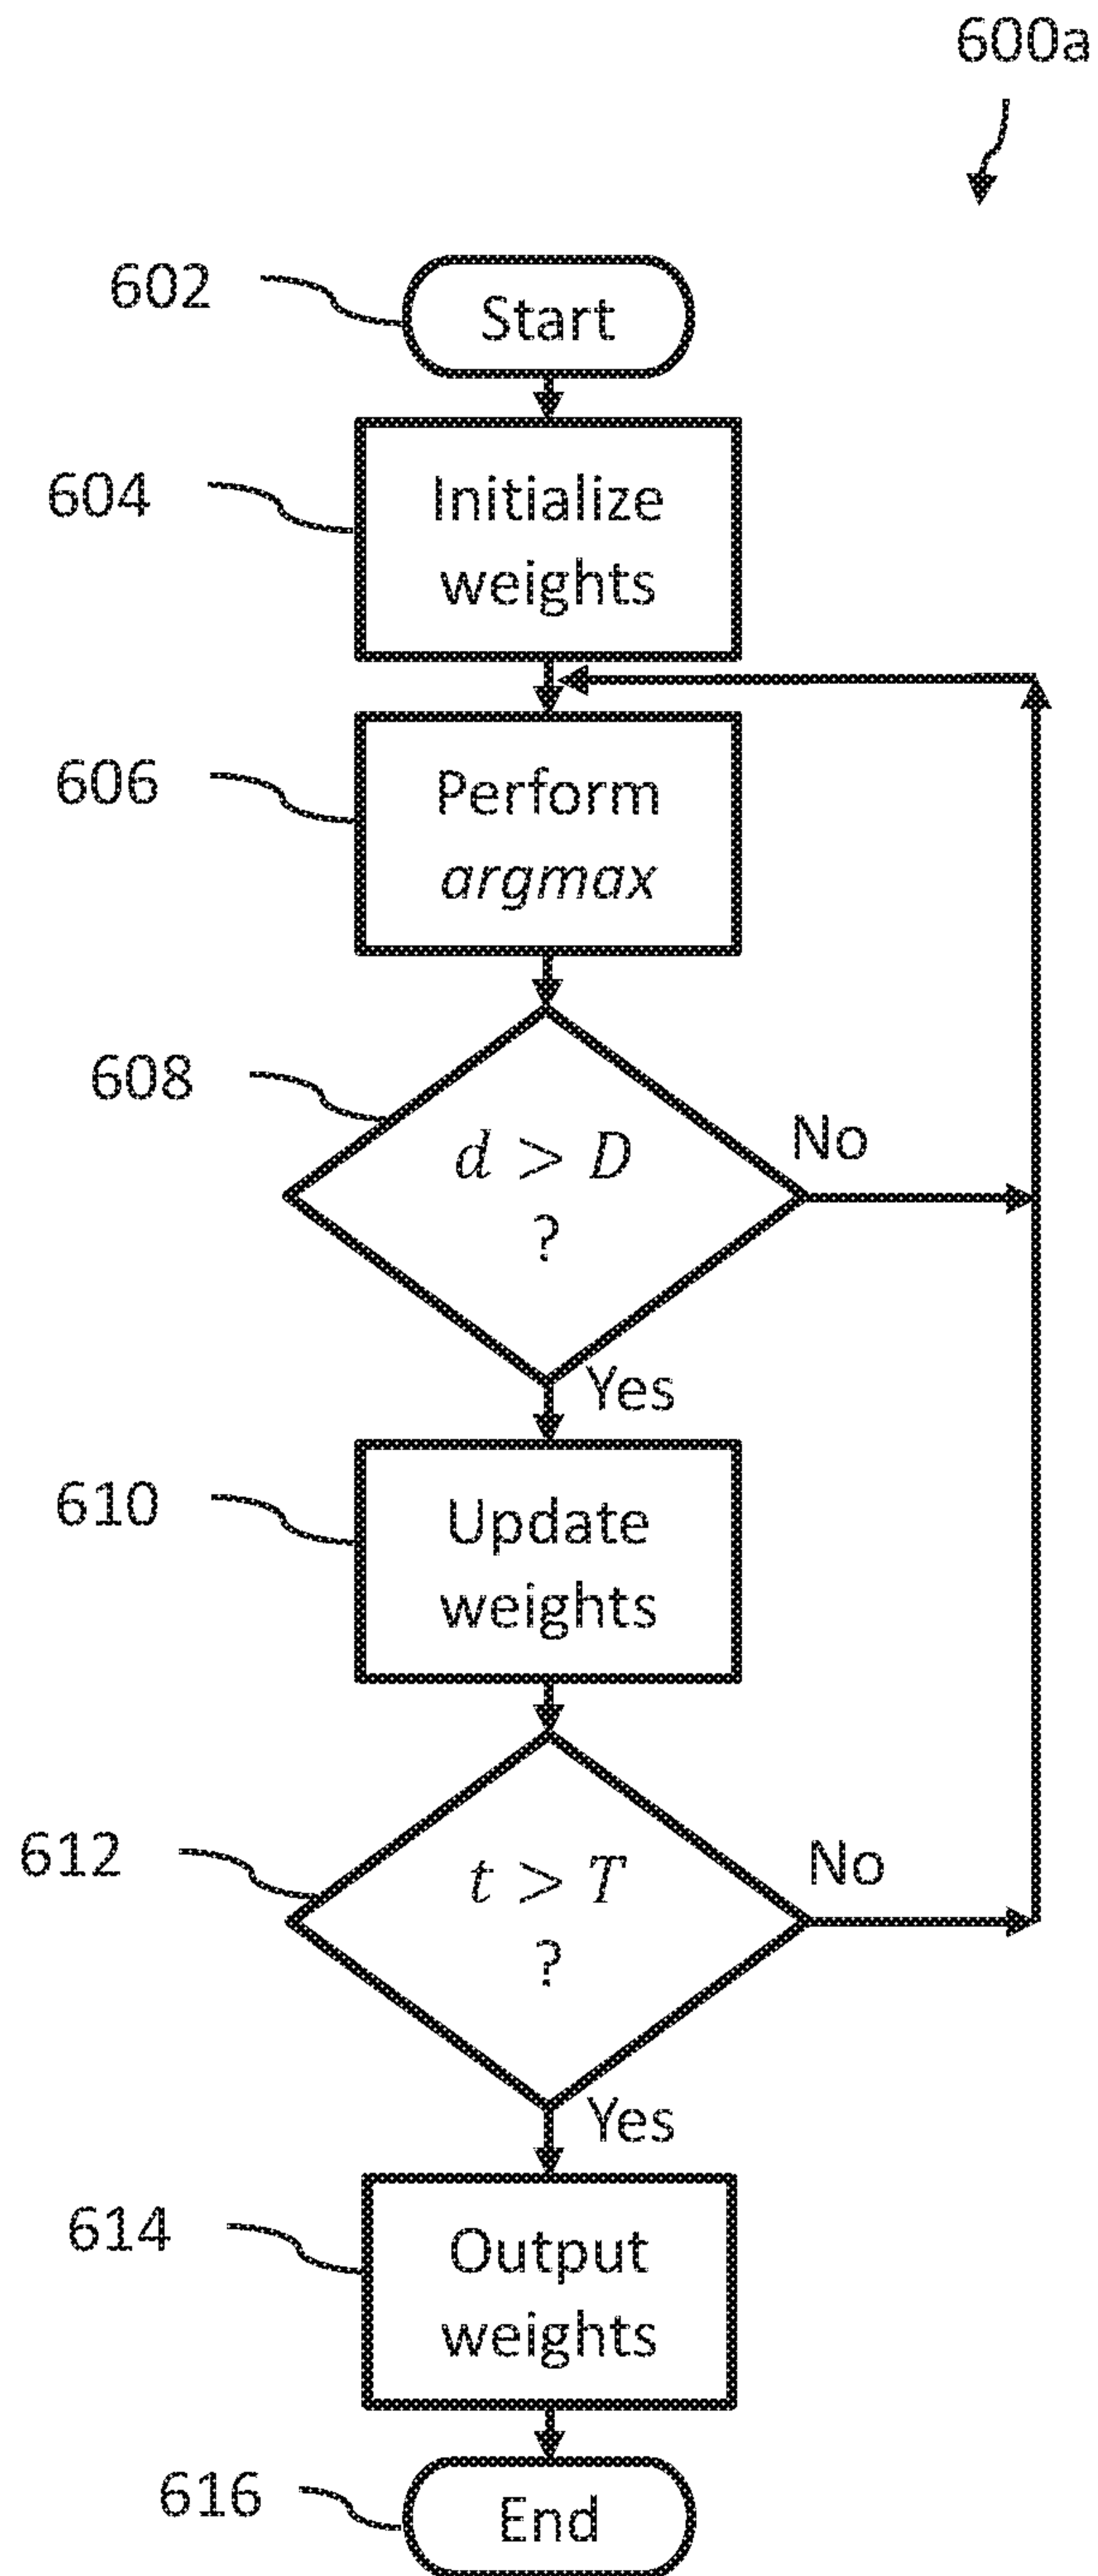 600a
602
Start
604
Initialize
weights
606
Perform
argmax
608
d > D
?
No
Yes
610
Update
weights
612
t > T
?
No
Yes
614
Output
weights
616
End